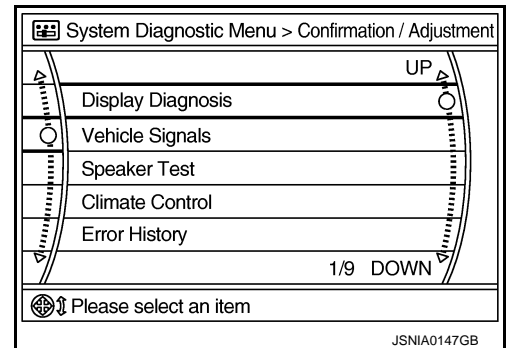 System Diagnostic Menu > Confirmation / Adjustment
UP
Display Diagnosis
Vehicle Signals
Speaker Test
Climate Control
Error History
1/9 DOWN
Please select an item
JSNIA0147GB